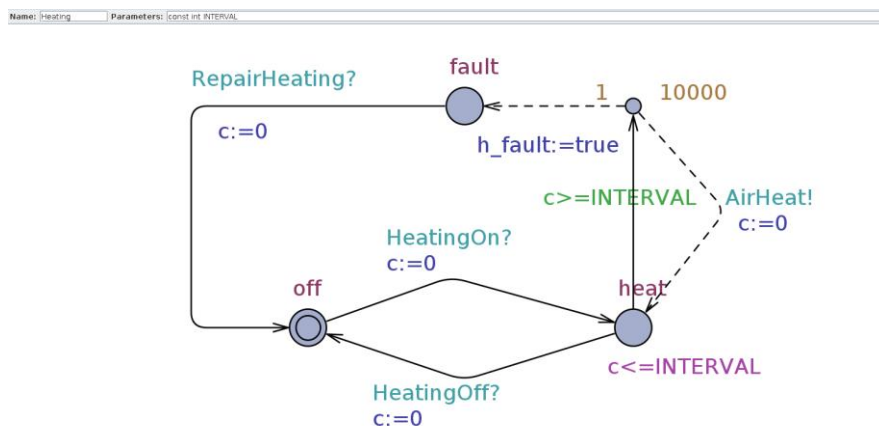 Name: Heating Parameters: const int INTERVAL
fault
RepairHeating?
1 10000
c:=0
h_fault:=true
c>=INTERVAL AirHeat!
c:=0
HeatingOn?
c:=0
off heat
c<=INTERVAL
HeatingOff?
c:=0